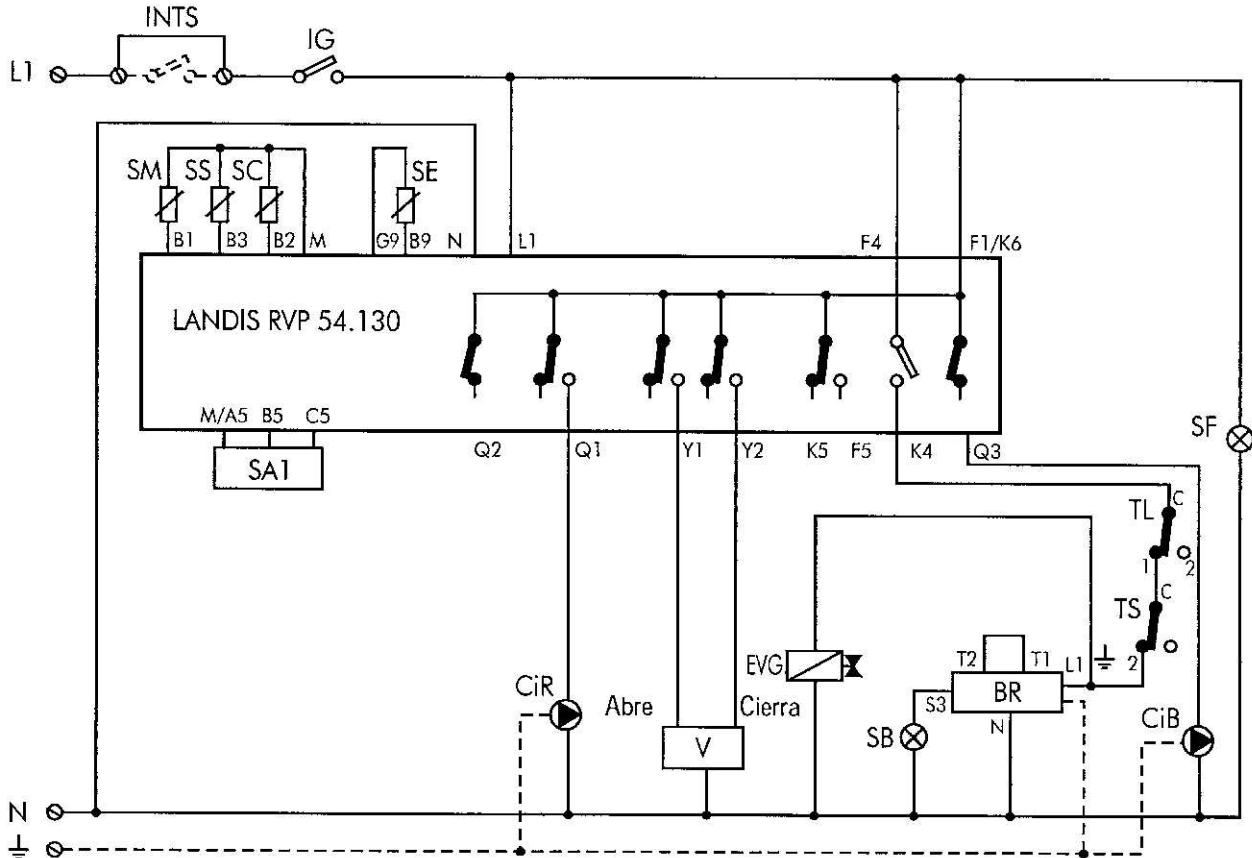 INTS
IG
L1
SM SS SC SE
B1 B3 B2 M G9 B9 N L1 F4 F1/K6
LANDIS RVP 54.130
M/A5 B5 C5
SA1
Q2 Q1 Y1 Y2 K5 F5 K4 Q3
SF
C
TL
1 2
C
TS
2
EVG
T2 T1 L1
BR
S3
N
CiR
Abre Cierra
V
SB
CiB
N